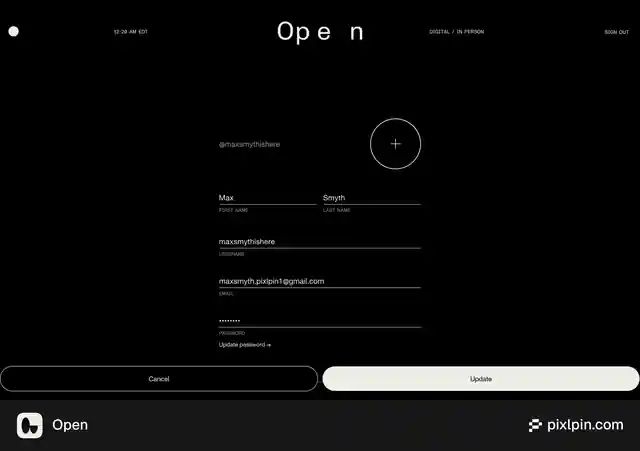 12:20 AM EDT
Open
DIGITAL / IN PERSON
SIGN OUT
@maxsmythishere
Max
Smyth
FIRST NAME
LAST NAME
maxsmythishere
USERNAME
maxsmyth.pixlpin1@gmail.com
EMAIL
••••••••
PASSWORD
Update password →
Cancel
Update
Open
pixlpin.com